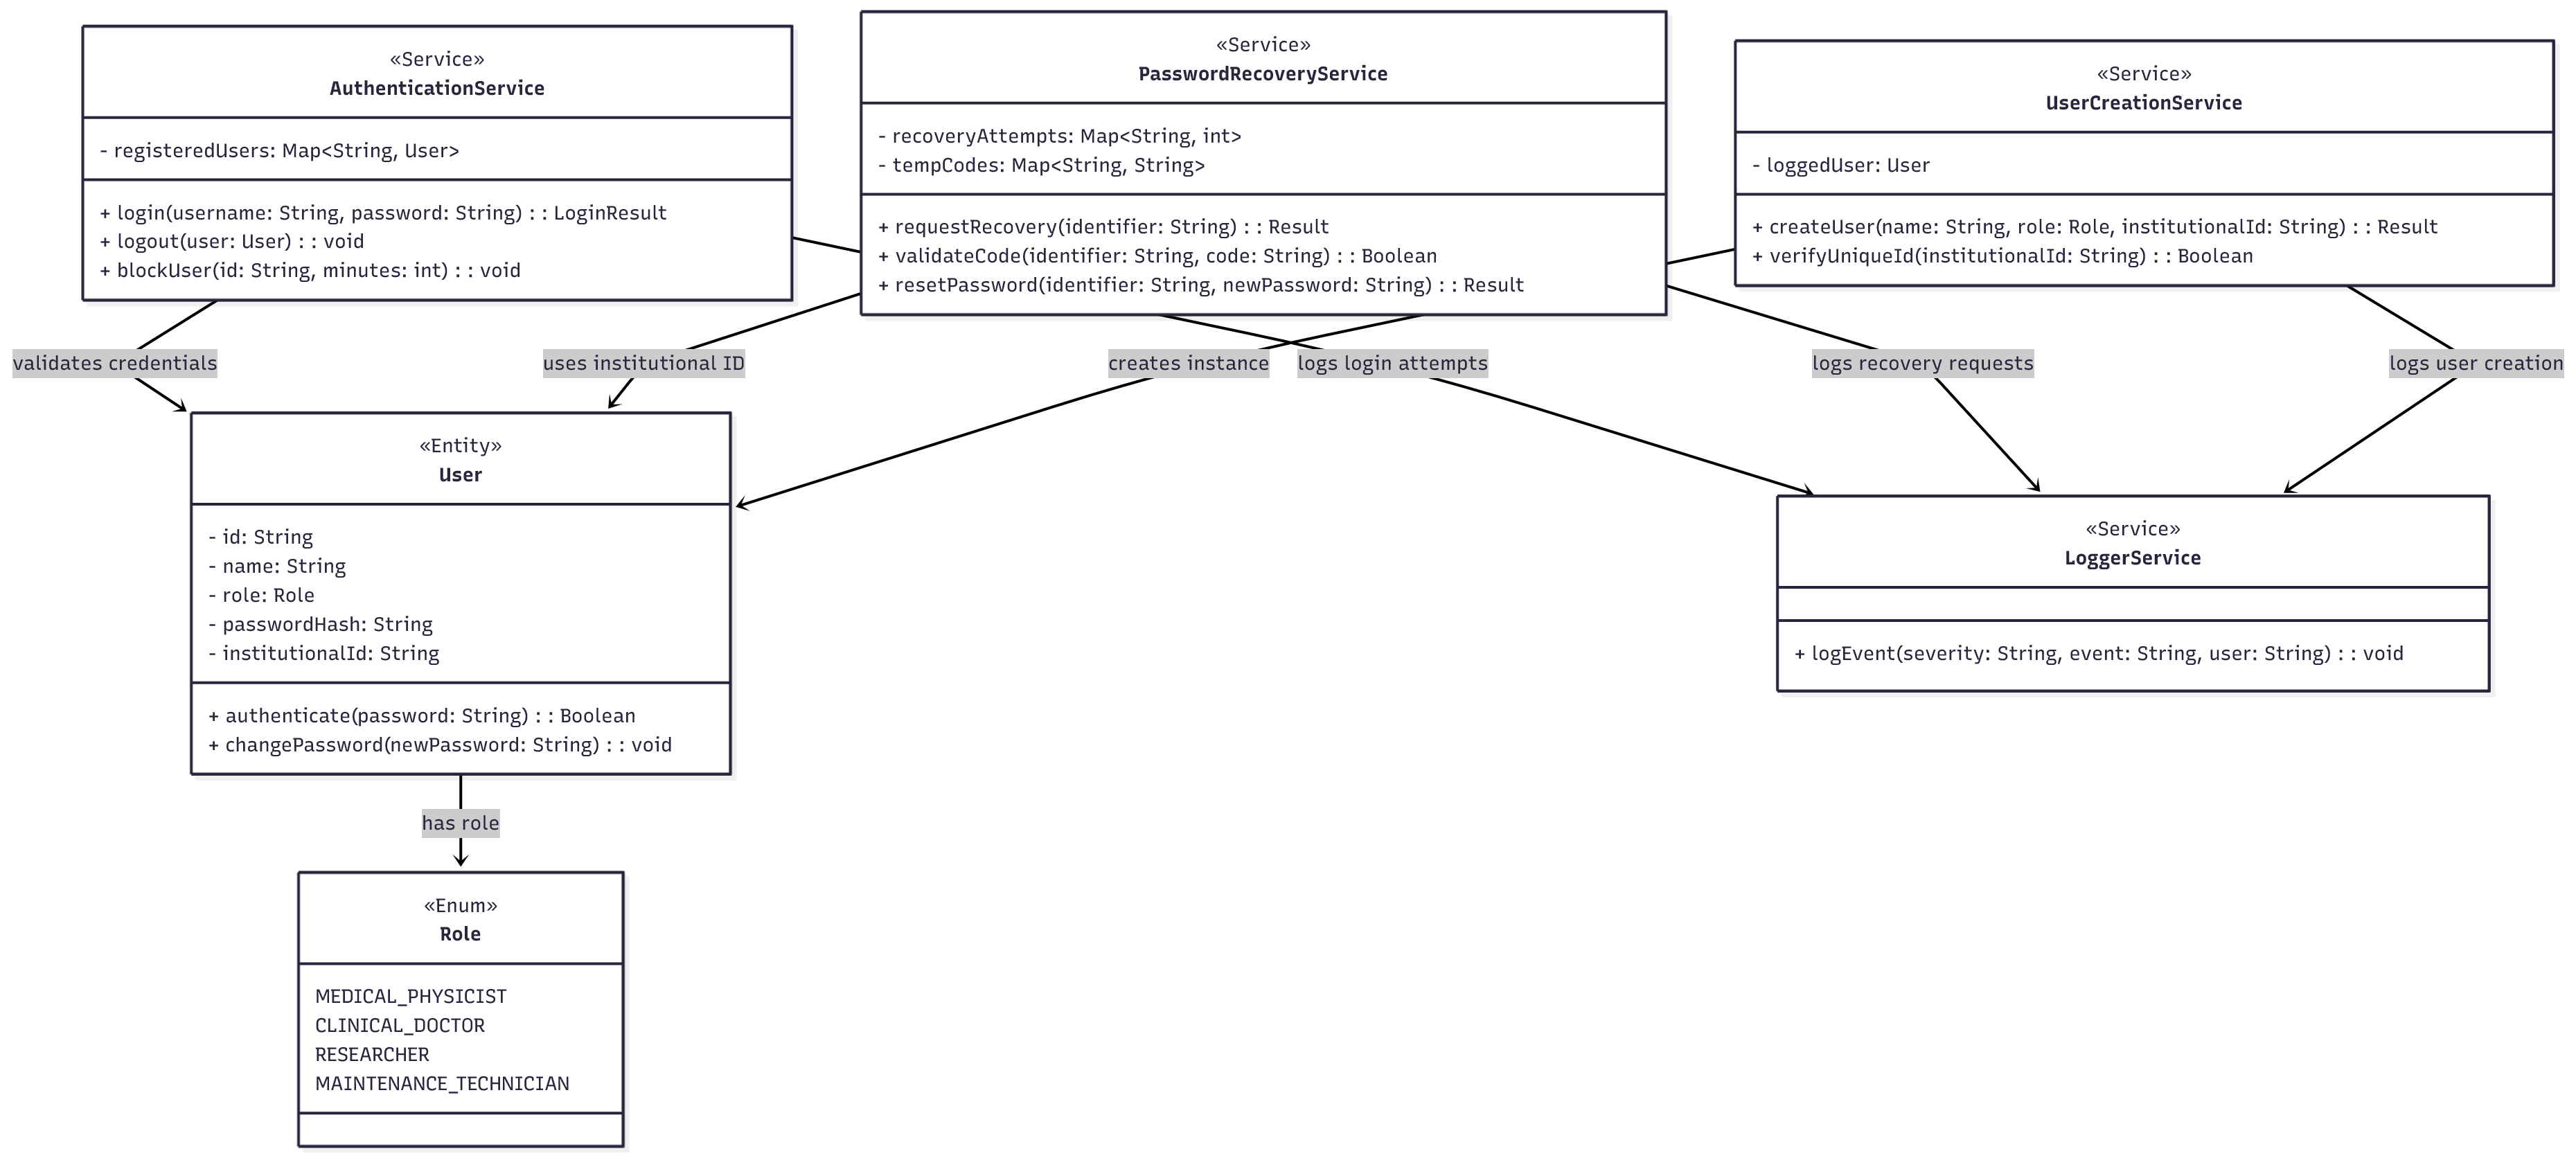 «Service»
AuthenticationService
- registeredUsers: Map<String, User>
+ login(username: String, password: String) : : LoginResult
+ logout(user: User) : : void
+ blockUser(id: String, minutes: int) : : void
«Service»
PasswordRecoveryService
- recoveryAttempts: Map<String, int>
- tempCodes: Map<String, String>
+ requestRecovery(identifier: String) : : Result
+ validateCode(identifier: String, code: String) : : Boolean
+ resetPassword(identifier: String, newPassword: String) : : Result
«Service»
UserCreationService
- loggedUser: User
+ createUser(name: String, role: Role, institutionalId: String) : : Result
+ verifyUniqueId(institutionalId: String) : : Boolean
validates credentials
uses institutional ID
creates instance
logs login attempts
logs recovery requests
logs user creation
«Entity»
User
- id: String
- name: String
- role: Role
- passwordHash: String
- institutionalId: String
+ authenticate(password: String) : : Boolean
+ changePassword(newPassword: String) : : void
«Service»
LoggerService
+ logEvent(severity: String, event: String, user: String) : : void
has role
«Enum»
Role
MEDICAL_PHYSICIST
CLINICAL_DOCTOR
RESEARCHER
MAINTENANCE_TECHNICIAN